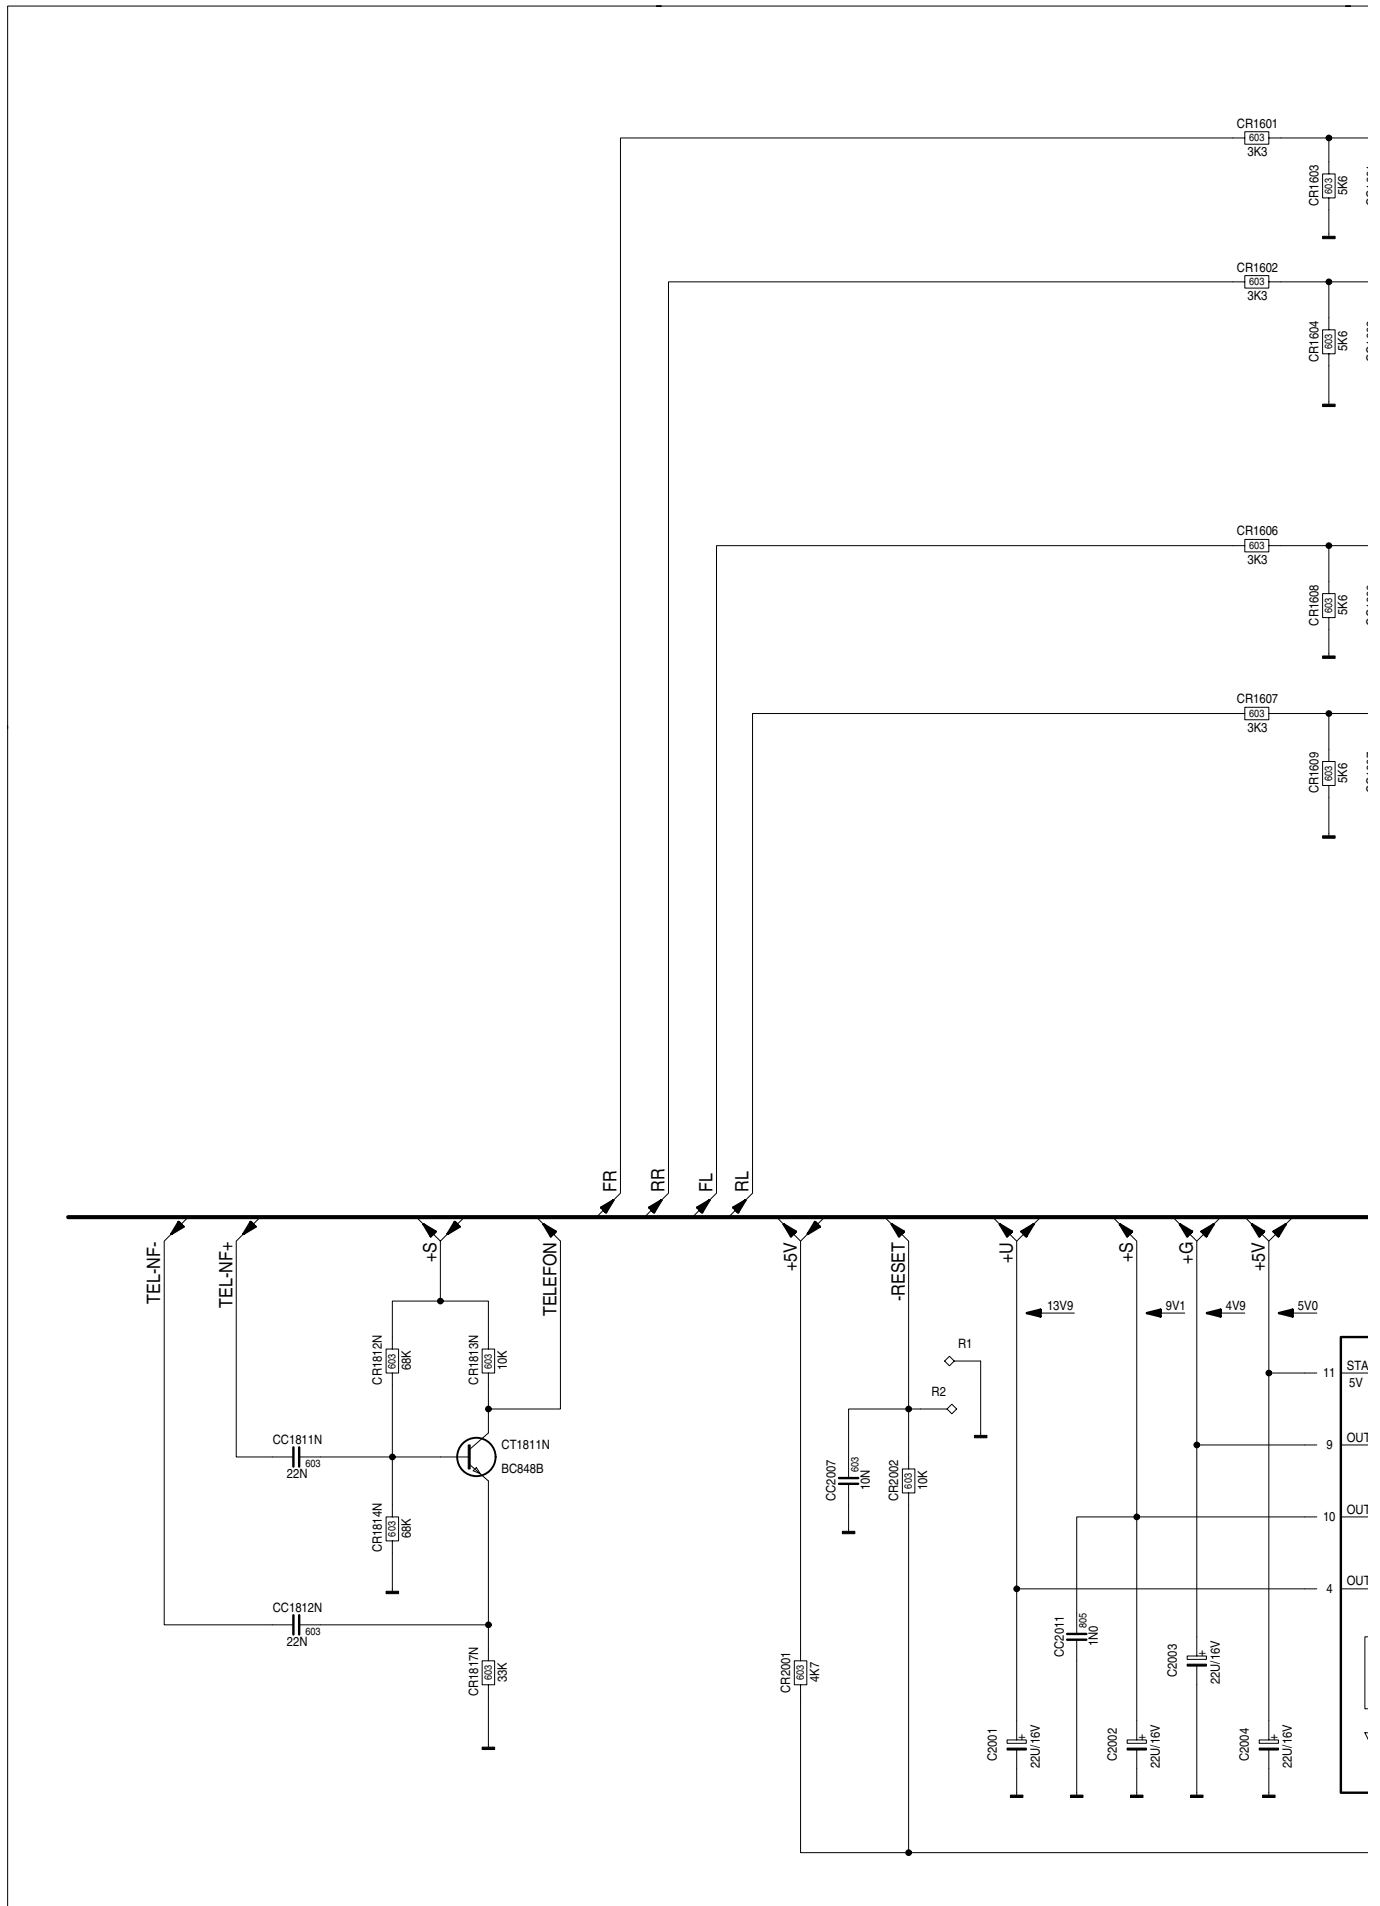 CR1601
603
3K3
CR1603
603
5K6
CR1602
603
3K3
CR1604
603
5K6
CR1606
603
3K3
CR1608
603
5K6
CR1607
603
3K3
CR1609
603
5K6
FR
RR
FL
RL
TEL-NF-
TEL-NF+
+S
TELEFON
+5V
-RESET
+U
+S
+G
+5V
13V9
9V1
4V9
5V0
CR1812N
603
68K
CR1813N
603
10K
R1
R2
11
STA
5V
CC1811N
603
22N
CT1811N
BC848B
CC2007
603
10N
CR2002
603
10K
9
OUT
CR1814N
603
68K
10
OUT
4
OUT
CC1812N
603
22N
CR1817N
603
33K
CR2001
603
4K7
CC2011
805
1N0
C2003
+
22U/16V
C2001
+
22U/16V
C2002
+
22U/16V
C2004
+
22U/16V